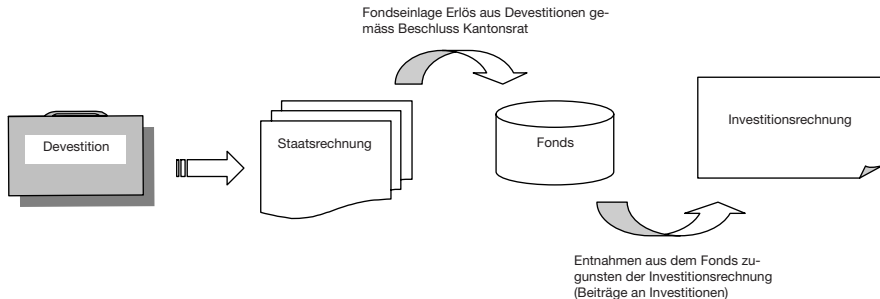 Fondseinlage Erlös aus Devestitionen ge-
mäss Beschluss Kantonsrat
Devestition
Staatsrechnung
Fonds
Investitionsrechnung
Entnahmen aus dem Fonds zu-
gunsten der Investitionsrechnung
(Beiträge an Investitionen)